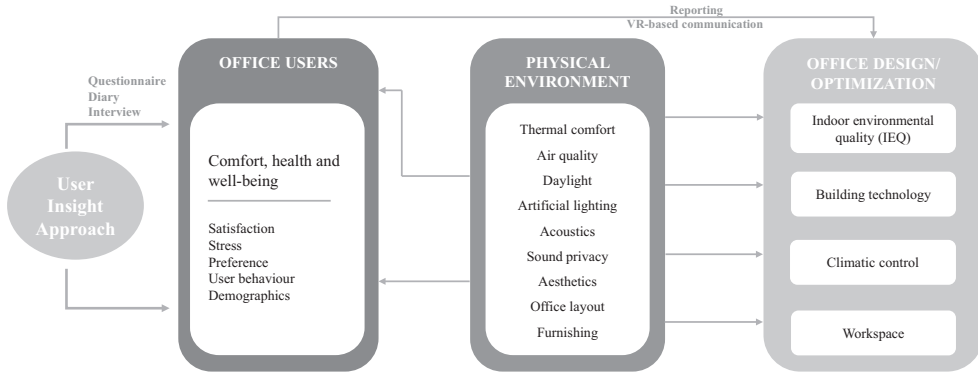 Reporting
VR-based communication
Questionnaire
Diary
Interview
User
Insight
Approach
OFFICE USERS
Comfort, health and
well-being
Satisfaction
Stress
Preference
User behaviour
Demographics
PHYSICAL
ENVIRONMENT
Thermal comfort
Air quality
Daylight
Artificial lighting
Acoustics
Sound privacy
Aesthetics
Office layout
Furnishing
OFFICE DESIGN/
OPTIMIZATION
Indoor environmental
quality (IEQ)
Building technology
Climatic control
Workspace